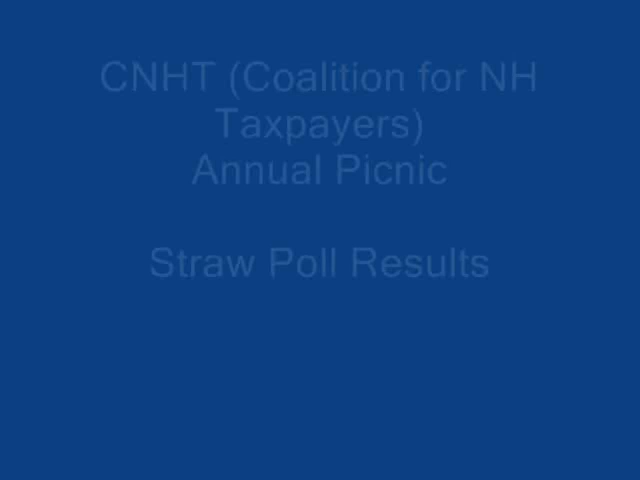 CNHT (Coalition for NH
Taxpayers)
Annual Picnic
Straw Poll Results